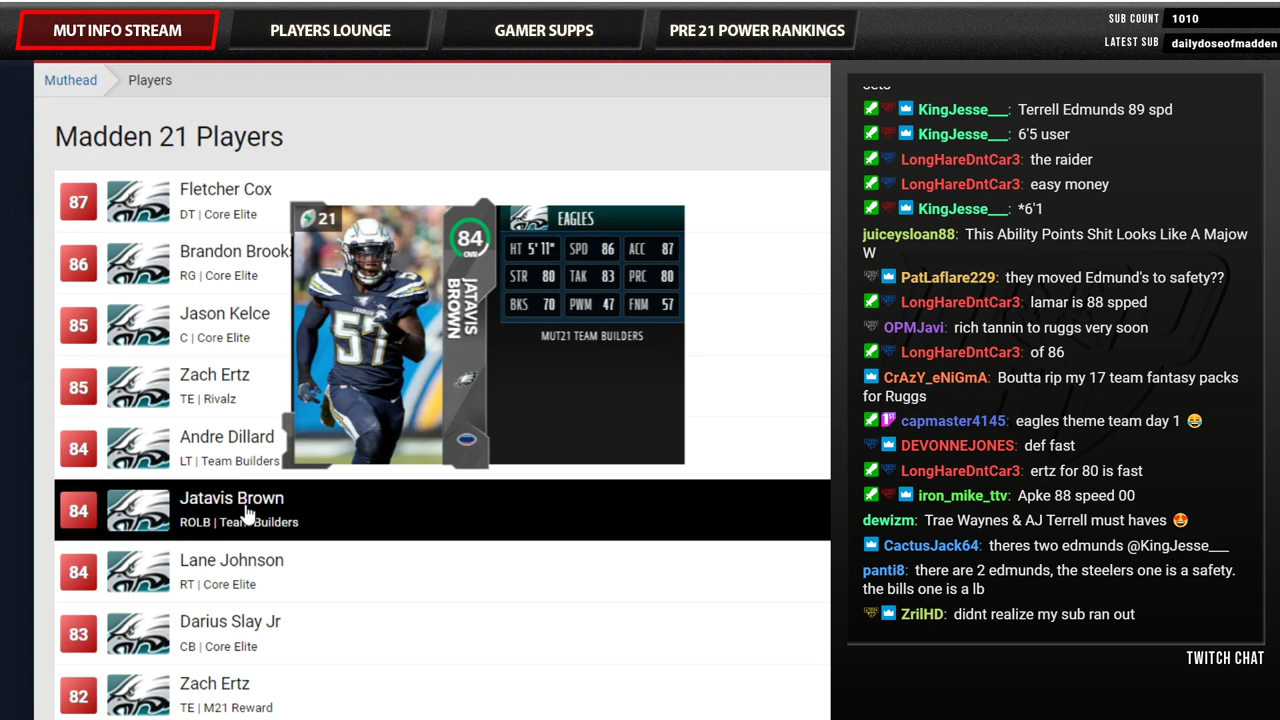 MUT INFO STREAM
PLAYERS LOUNGE
GAMER SUPPS
PRE 21 POWER RANKINGS
SUB COUNT 1010
LATEST SUB dailydoseofmadden
Muthead
Players
Madden 21 Players
87
Fletcher Cox
DT | Core Elite
86
Brandon Brooks
RG | Core Elite
85
Jason Kelce
C | Core Elite
85
Zach Ertz
TE | Rivalz
84
Andre Dillard
LT | Team Builders
84
Jatavis Brown
ROLB | Team Builders
84
Lane Johnson
RT | Core Elite
83
Darius Slay Jr
CB | Core Elite
82
Zach Ertz
TE | M21 Reward
21
84
OVR
JATAVIS
BROWN
57
EAGLES
HT 5' 11" SPD 86 ACC 87
STR 80 TAK 83 PRC 80
BKS 70 PWM 47 FNM 57
MUT21 TEAM BUILDERS
KingJesse___: Terrell Edmunds 89 spd
KingJesse___: 6'5 user
LongHareDntCar3: the raider
LongHareDntCar3: easy money
KingJesse___: *6'1
juiceysloan88: This Ability Points Shit Looks Like A Majow
W
PatLaflare229: they moved Edmund's to safety??
LongHareDntCar3: lamar is 88 spped
OPMJavi: rich tannin to ruggs very soon
LongHareDntCar3: of 86
CrAzY_eNiGmA: Boutta rip my 17 team fantasy packs
for Ruggs
capmaster4145: eagles theme team day 1 😂
DEVONNEJONES: def fast
LongHareDntCar3: ertz for 80 is fast
iron_mike_ttv: Apke 88 speed 00
dewizm: Trae Waynes & AJ Terrell must haves 🤩
CactusJack64: theres two edmunds @KingJesse___
panti8: there are 2 edmunds, the steelers one is a safety.
the bills one is a lb
ZrilHD: didnt realize my sub ran out
TWITCH CHAT